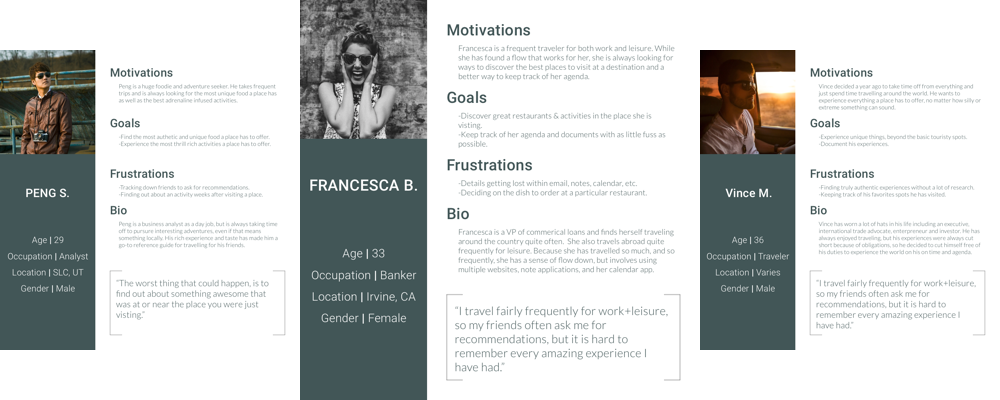 Motivations
Peng is a huge foodie and adventure seeker. He takes frequent
trips and is always looking for the most unique food a place has
as well as the best adrenaline infused activities.
Goals
-Find the most authetic and unique food a place has to offer.
-Experience the most thrill rich activities a place has to offer.
Frustrations
-Tracking down friends to ask for recommendations.
-Finding out about an activity weeks after visiting a place.
Bio
Peng is a business analyst as a day job, but is always taking time
off to pursure interesting adventures, even if that means
something locally. His rich experience and taste has made him a
go-to reference guide for travelling for his friends.
PENG S.
Age | 29
Occupation | Analyst
Location | SLC, UT
Gender | Male
“The worst thing that could happen, is to
find out about something awesome that
was at or near the place you were just
visting.”
Motivations
Francesca is a frequent traveler for both work and leisure. While
she has found a flow that works for her, she is always looking for
ways to discover the best places to visit at a destination and a
better way to keep track of her agenda.
Goals
-Discover great restaurants & activities in the place she is
visting.
-Keep track of her agenda and documents with as little fuss as
possible.
Frustrations
-Details getting lost within email, notes, calendar, etc.
-Deciding on the dish to order at a particular restaurant.
Bio
Francesca is a VP of commerical loans and finds herself traveling
around the country quite often. She also travels abroad quite
frequently for leisure. Because she has travelled so much, and so
frequently, she has a sense of flow down, but involves using
multiple websites, note applications, and her calendar app.
FRANCESCA B.
Age | 33
Occupation | Banker
Location | Irvine, CA
Gender | Female
“I travel fairly frequently for work+leisure,
so my friends often ask me for
recommendations, but it is hard to
remember every amazing experience I
have had.”
Motivations
Vince decided a year ago to take time off from everything and
just spend time travelling around the world. He wants to
experience everything a place has to offer, no matter how silly or
extreme something can sound.
Goals
-Experience unique things, beyond the basic touristy spots.
-Document his experiences.
Frustrations
-Finding truly authentic experiences without a lot of research.
-Keeping track of his favorite spots he has visited.
Bio
Vince has worn a lot of hats in his life including an executive,
international trade advocate, enterpreneur and investor. He has
always enjoyed traveling, but his experiences were always cut
short because of obligations, so he decided to cut himself free of
his duties to experience the world on his on time and agenda.
Vince M.
Age | 36
Occupation | Traveler
Location | Varies
Gender | Male
“I travel fairly frequently for work+leisure,
so my friends often ask me for
recommendations, but it is hard to
remember every amazing experience I
have had.”